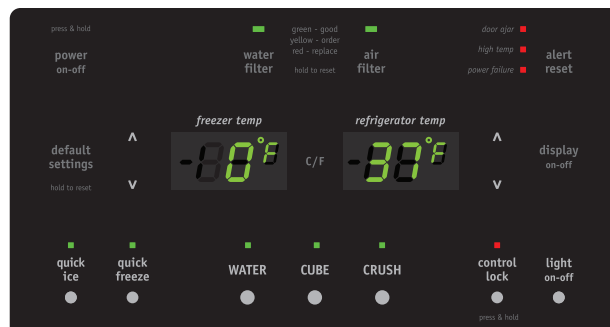 press & hold
power
on-off
water
filter
green - good
yellow - order
red - replace
hold to reset
air
filter
door ajar
high temp
power failure
alert
reset
default
settings
hold to reset
freezer temp
0°F
C/F
refrigerator temp
37°F
display
on-off
quick
ice
quick
freeze
WATER
CUBE
CRUSH
control
lock
press & hold
light
on-off